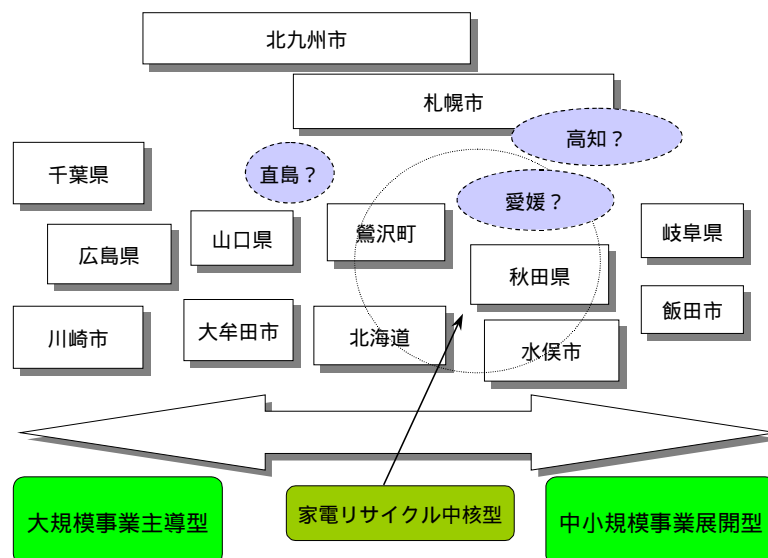 北九州市
札幌市
高知？
千葉県
直島？
愛媛？
山口県
鶯沢町
岐阜県
広島県
秋田県
飯田市
川崎市
大牟田市
北海道
水俣市
大規模事業主導型
家電リサイクル中核型
中小規模事業展開型